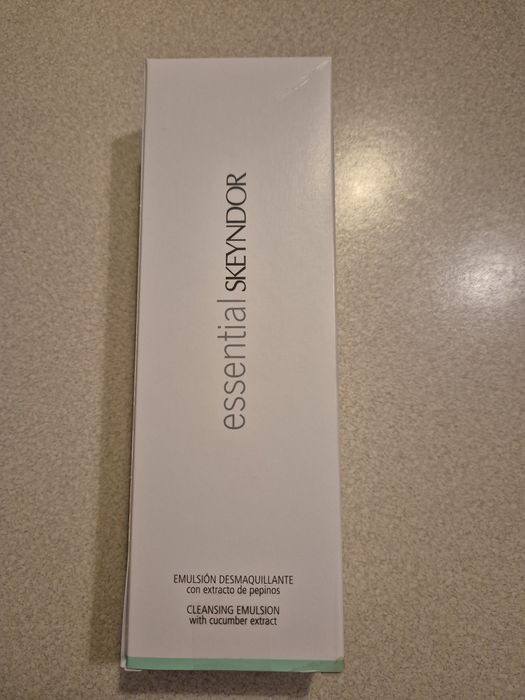 essential SKEYNDOR
EMULSIÓN DESMAQUILLANTE
con extracto de pepinos
CLEANSING EMULSION
with cucumber extract